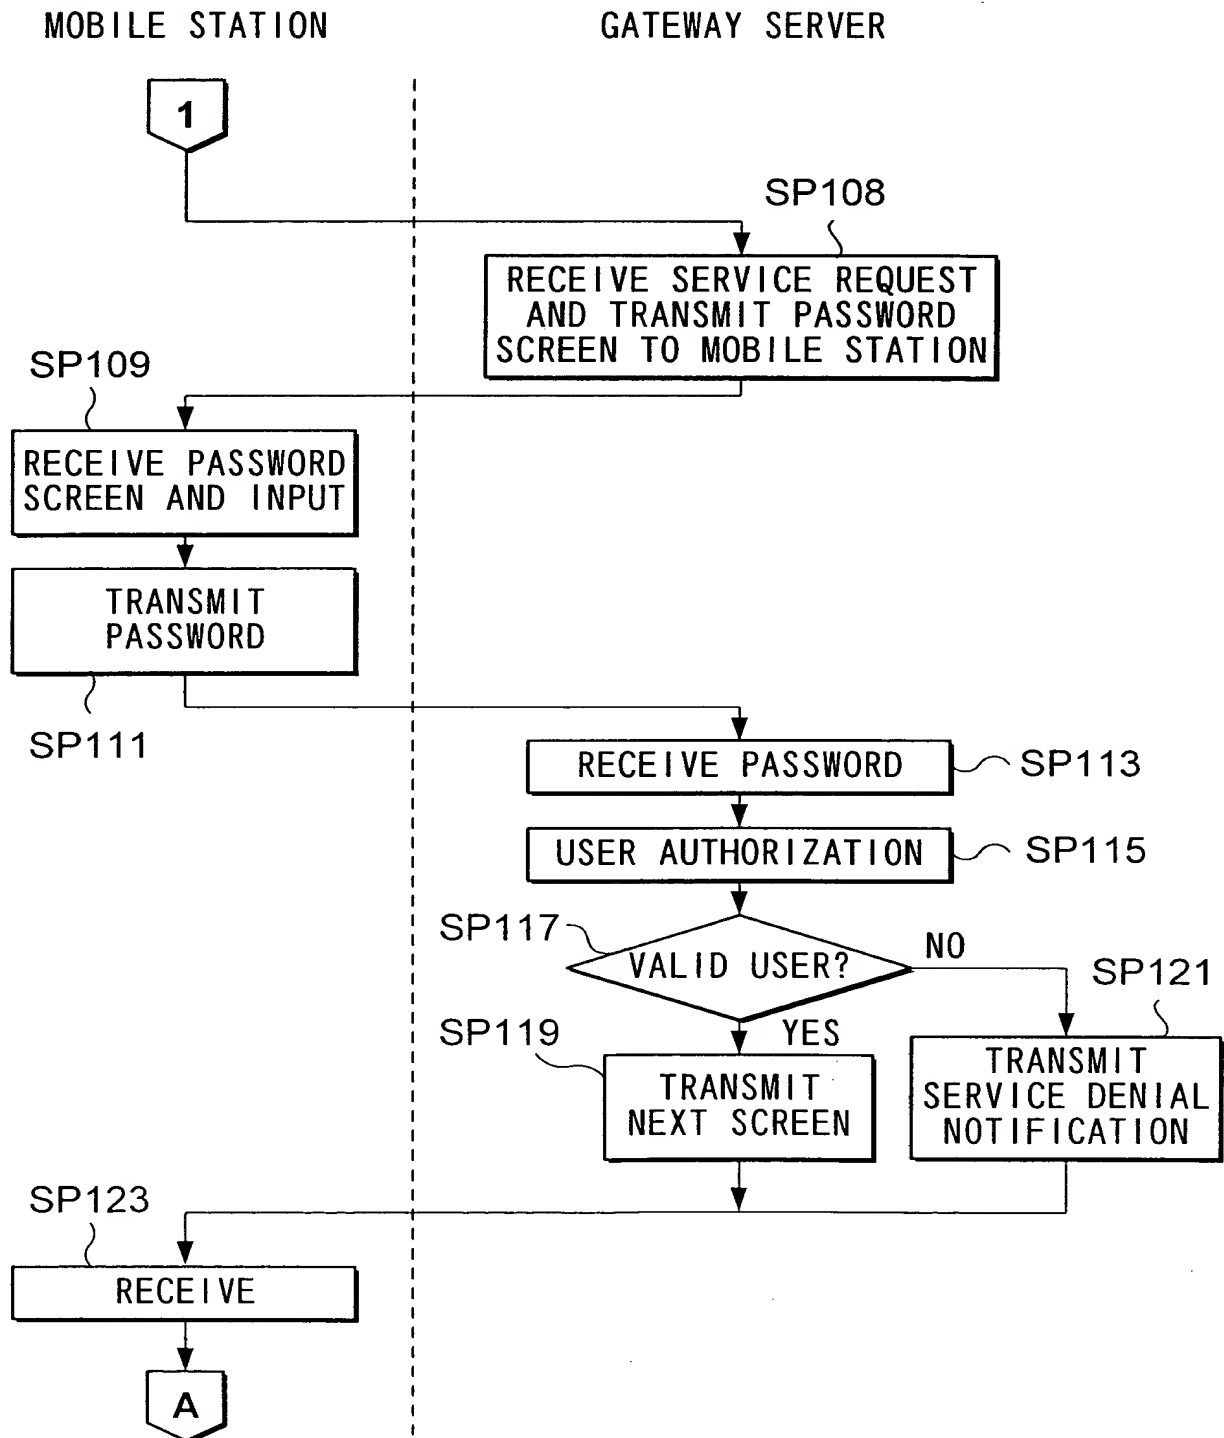 MOBILE STATION
GATEWAY SERVER
1
SP108
RECEIVE SERVICE REQUEST
AND TRANSMIT PASSWORD
SCREEN TO MOBILE STATION
SP109
RECEIVE PASSWORD
SCREEN AND INPUT
TRANSMIT
PASSWORD
SP111
RECEIVE PASSWORD
SP113
USER AUTHORIZATION
SP115
SP117
VALID USER?
NO
SP121
SP119
YES
TRANSMIT
NEXT SCREEN
TRANSMIT
SERVICE DENIAL
NOTIFICATION
SP123
RECEIVE
A